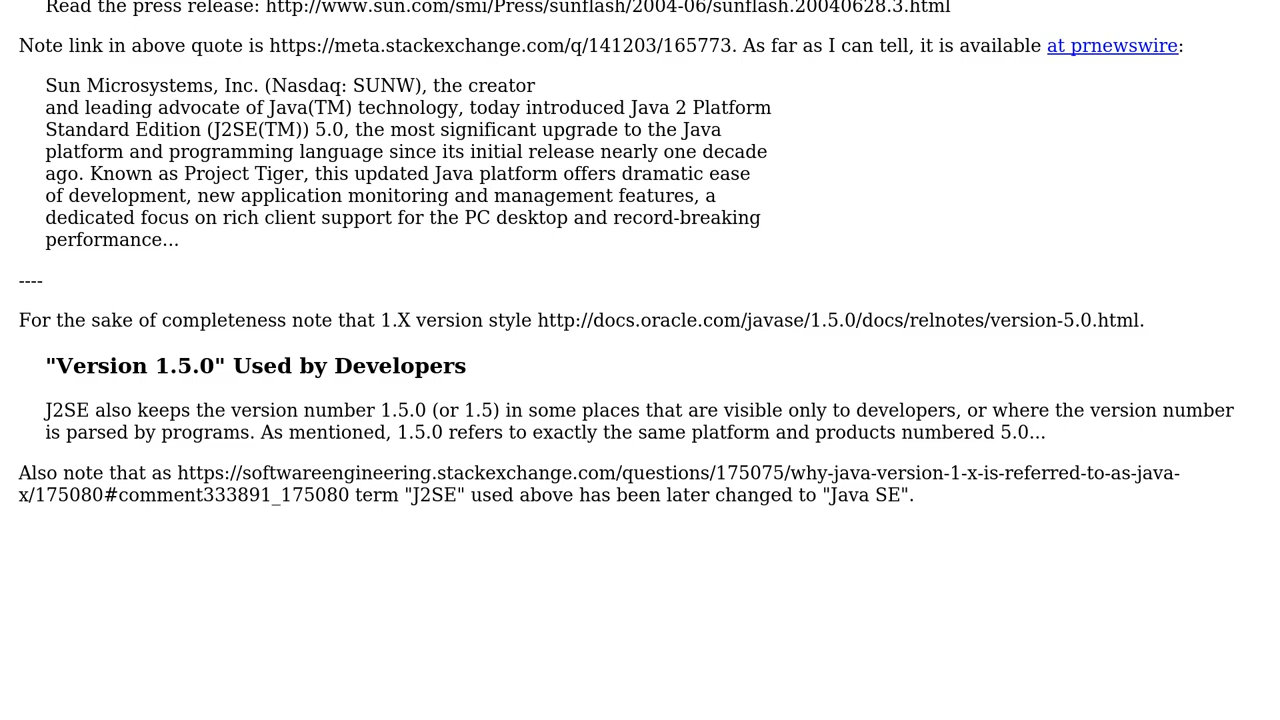 Read the press release: http://www.sun.com/smi/Press/sunflash/2004-06/sunflash.20040628.3.html
Note link in above quote is https://meta.stackexchange.com/q/141203/165773. As far as I can tell, it is available at prnewswire:
Sun Microsystems, Inc. (Nasdaq: SUNW), the creator
and leading advocate of Java(TM) technology, today introduced Java 2 Platform
Standard Edition (J2SE(TM)) 5.0, the most significant upgrade to the Java
platform and programming language since its initial release nearly one decade
ago. Known as Project Tiger, this updated Java platform offers dramatic ease
of development, new application monitoring and management features, a
dedicated focus on rich client support for the PC desktop and record-breaking
performance...
----
For the sake of completeness note that 1.X version style http://docs.oracle.com/javase/1.5.0/docs/relnotes/version-5.0.html.
"Version 1.5.0" Used by Developers
J2SE also keeps the version number 1.5.0 (or 1.5) in some places that are visible only to developers, or where the version number
is parsed by programs. As mentioned, 1.5.0 refers to exactly the same platform and products numbered 5.0...
Also note that as https://softwareengineering.stackexchange.com/questions/175075/why-java-version-1-x-is-referred-to-as-java-
x/175080#comment333891_175080 term "J2SE" used above has been later changed to "Java SE".